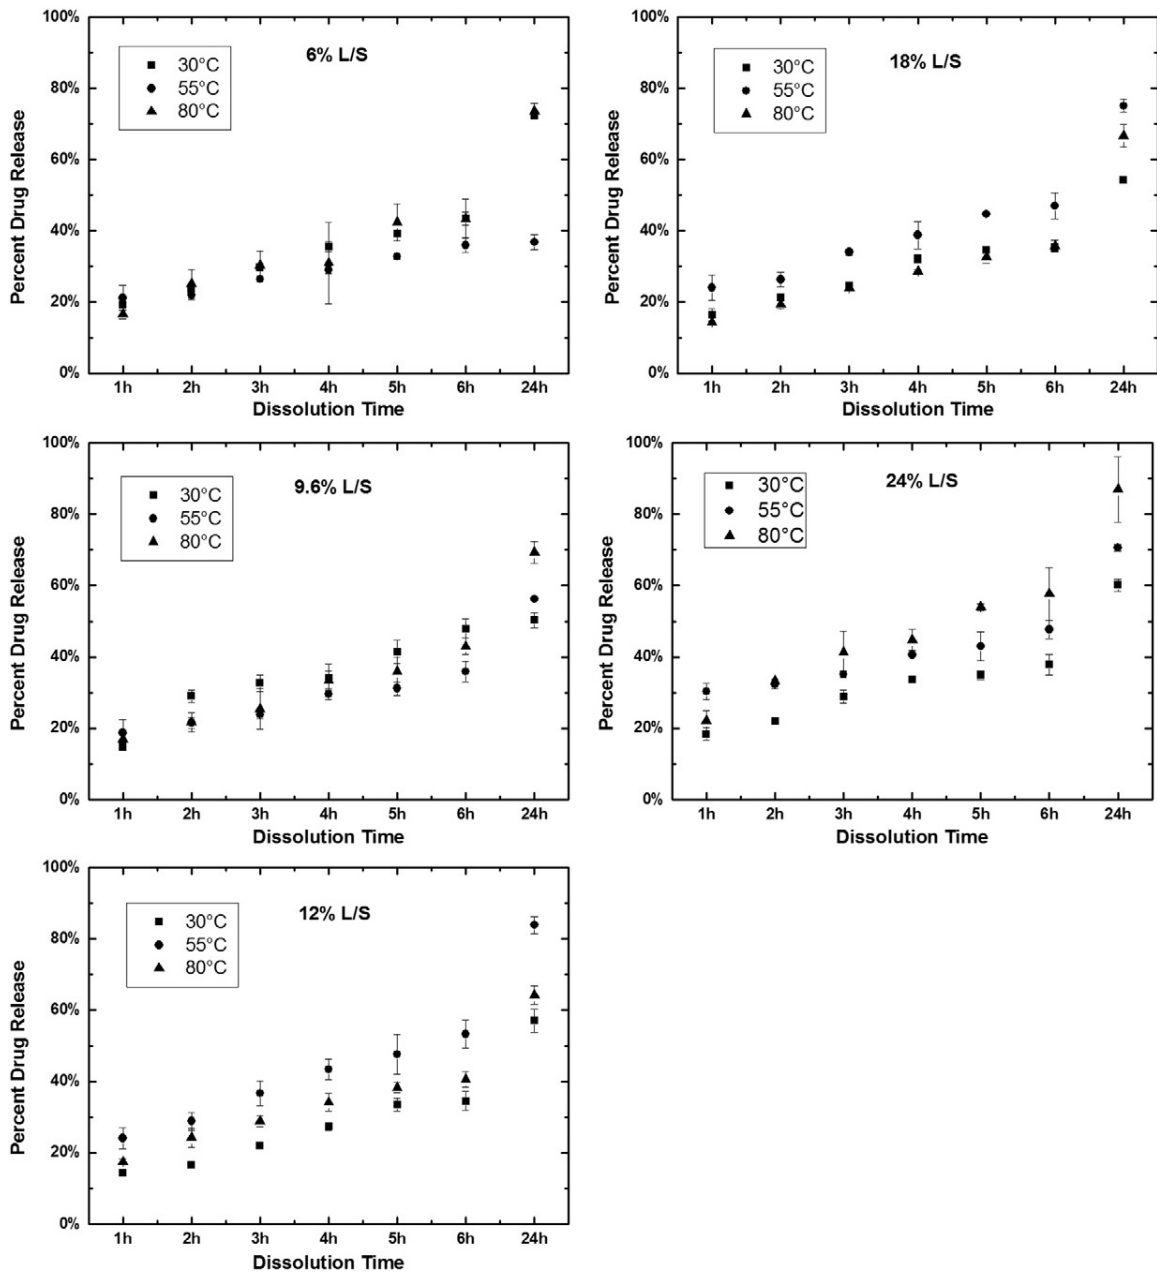 6% L/S
30°C
55°C
80°C
100%
80%
60%
40%
20%
0%
Percent Drug Release
1h 2h 3h 4h 5h 6h 24h
Dissolution Time
18% L/S
30°C
55°C
80°C
100%
80%
60%
40%
20%
0%
Percent Drug Release
1h 2h 3h 4h 5h 6h 24h
Dissolution Time
9.6% L/S
30°C
55°C
80°C
100%
80%
60%
40%
20%
0%
Percent Drug Release
1h 2h 3h 4h 5h 6h 24h
Dissolution Time
24% L/S
30°C
55°C
80°C
100%
80%
60%
40%
20%
0%
Percent Drug Release
1h 2h 3h 4h 5h 6h 24h
Dissolution Time
12% L/S
30°C
55°C
80°C
100%
80%
60%
40%
20%
0%
Percent Drug Release
1h 2h 3h 4h 5h 6h 24h
Dissolution Time